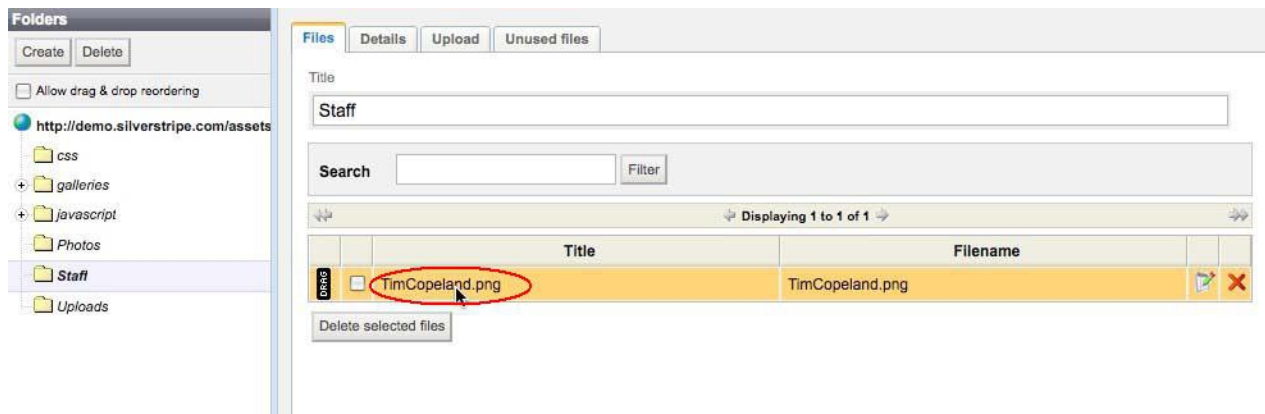 Folders
Create Delete
Allow drag & drop reordering
http://demo.silverstripe.com/assets
css
galleries
javascript
Photos
Staff
Uploads
Files Details Upload Unused files
Title
Staff
Search Filter
Displaying 1 to 1 of 1
Title Filename
DRAG TimCopeland.png TimCopeland.png
Delete selected files